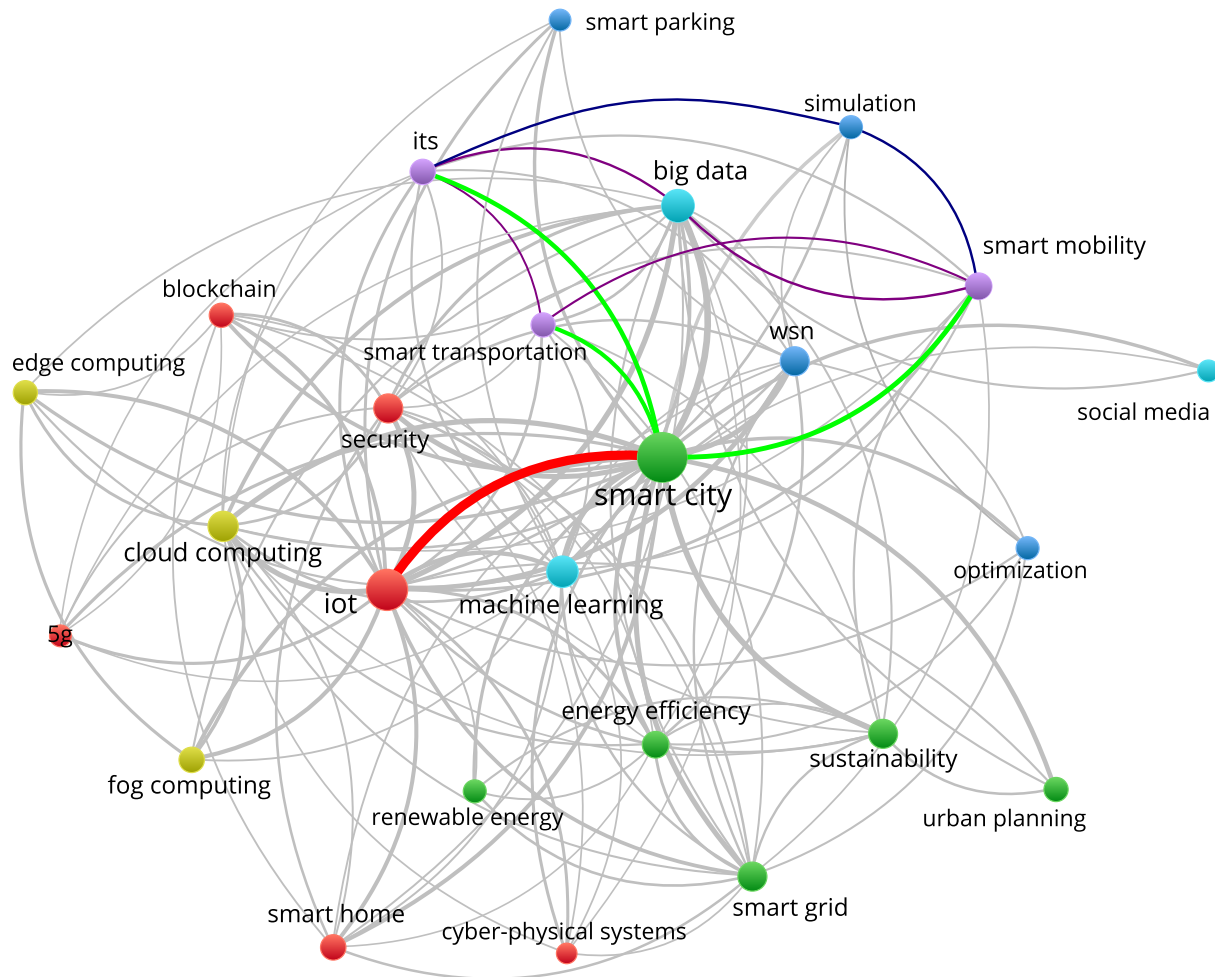 smart parking
simulation
its
big data
smart mobility
blockchain
wsn
smart transportation
edge computing
social media
security
smart city
cloud computing
optimization
iot
machine learning
5g
energy efficiency
sustainability
fog computing
renewable energy
urban planning
smart grid
smart home
cyber-physical systems